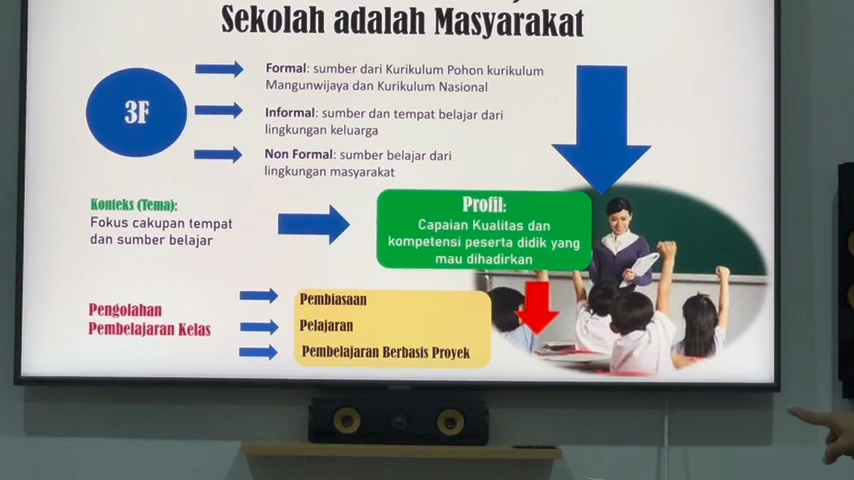 Sekolah adalah Masyarakat
3F
Formal: sumber dari Kurikulum Pohon kurikulum
Mangunwijaya dan Kurikulum Nasional
Informal: sumber dan tempat belajar dari
lingkungan keluarga
Non Formal: sumber belajar dari
lingkungan masyarakat
Konteks (Tema):
Fokus cakupan tempat
dan sumber belajar
Profil:
Capaian Kualitas dan
kompetensi peserta didik yang
mau dihadirkan
Pengolahan
Pembelajaran Kelas
Pembiasaan
Pelajaran
Pembelajaran Berbasis Proyek